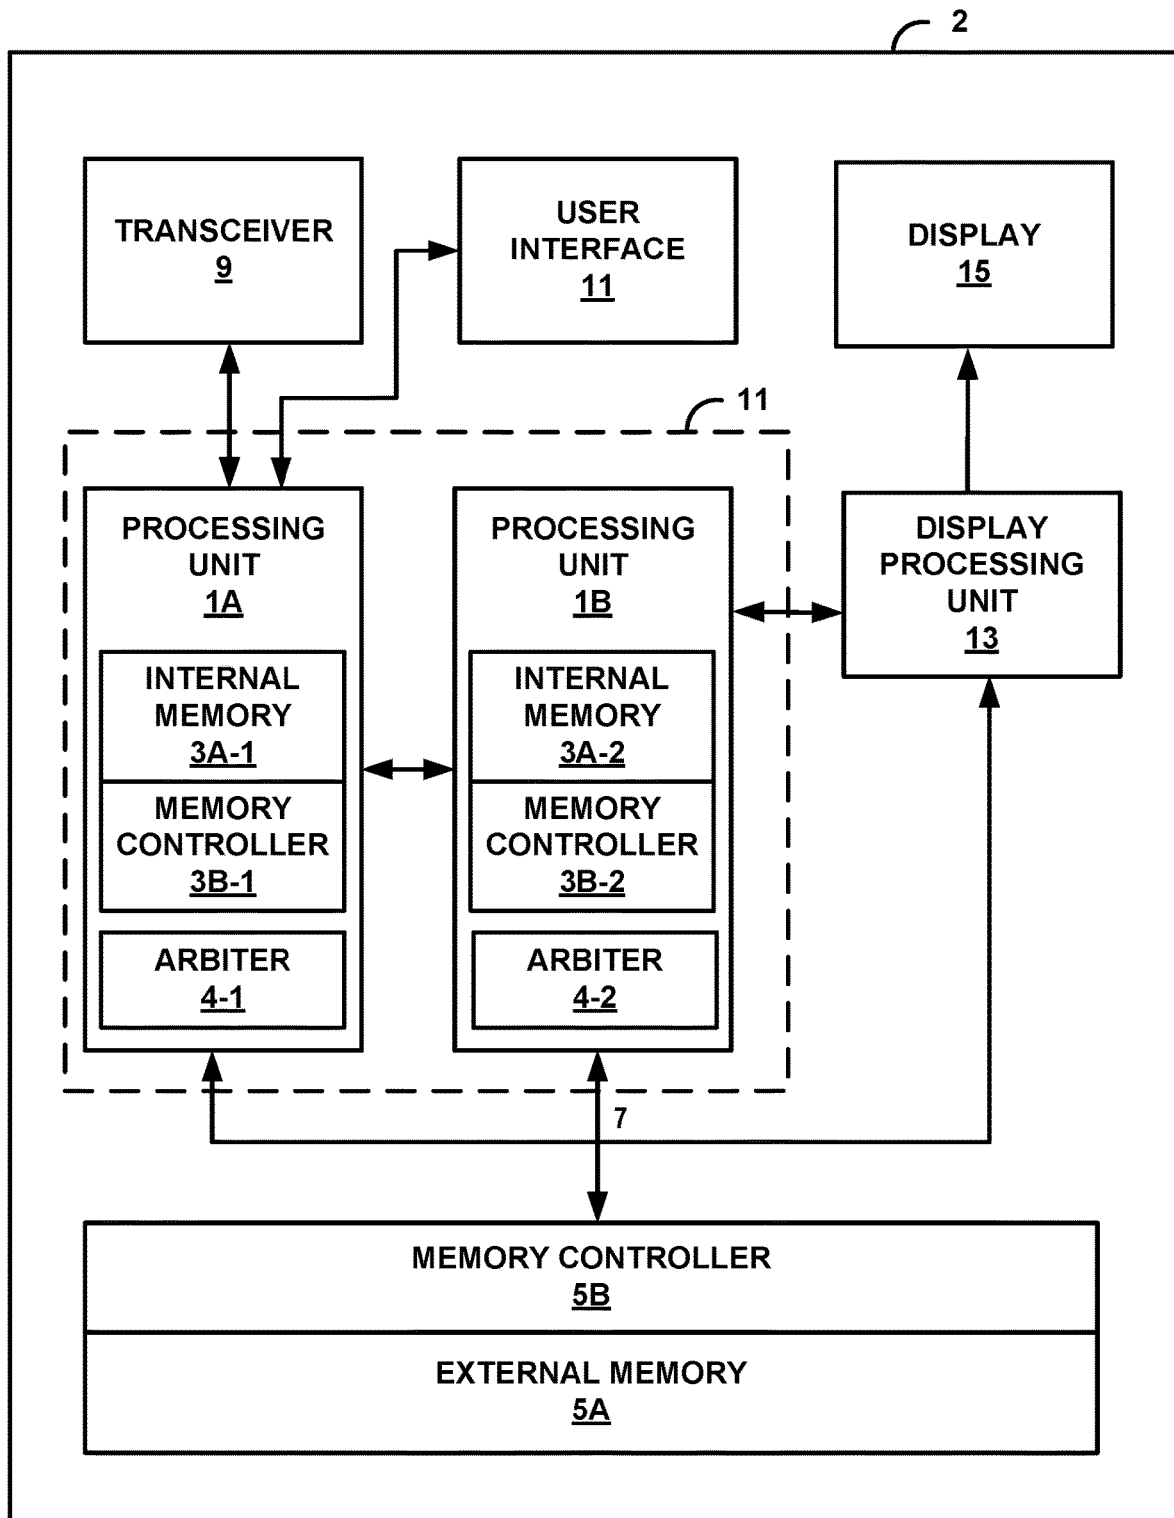 2
TRANSCEIVER
9
USER
INTERFACE
11
DISPLAY
15
11
PROCESSING
UNIT
1A
INTERNAL
MEMORY
3A-1
MEMORY
CONTROLLER
3B-1
ARBITER
4-1
PROCESSING
UNIT
1B
INTERNAL
MEMORY
3A-2
MEMORY
CONTROLLER
3B-2
ARBITER
4-2
DISPLAY
PROCESSING
UNIT
13
7
MEMORY CONTROLLER
5B
EXTERNAL MEMORY
5A